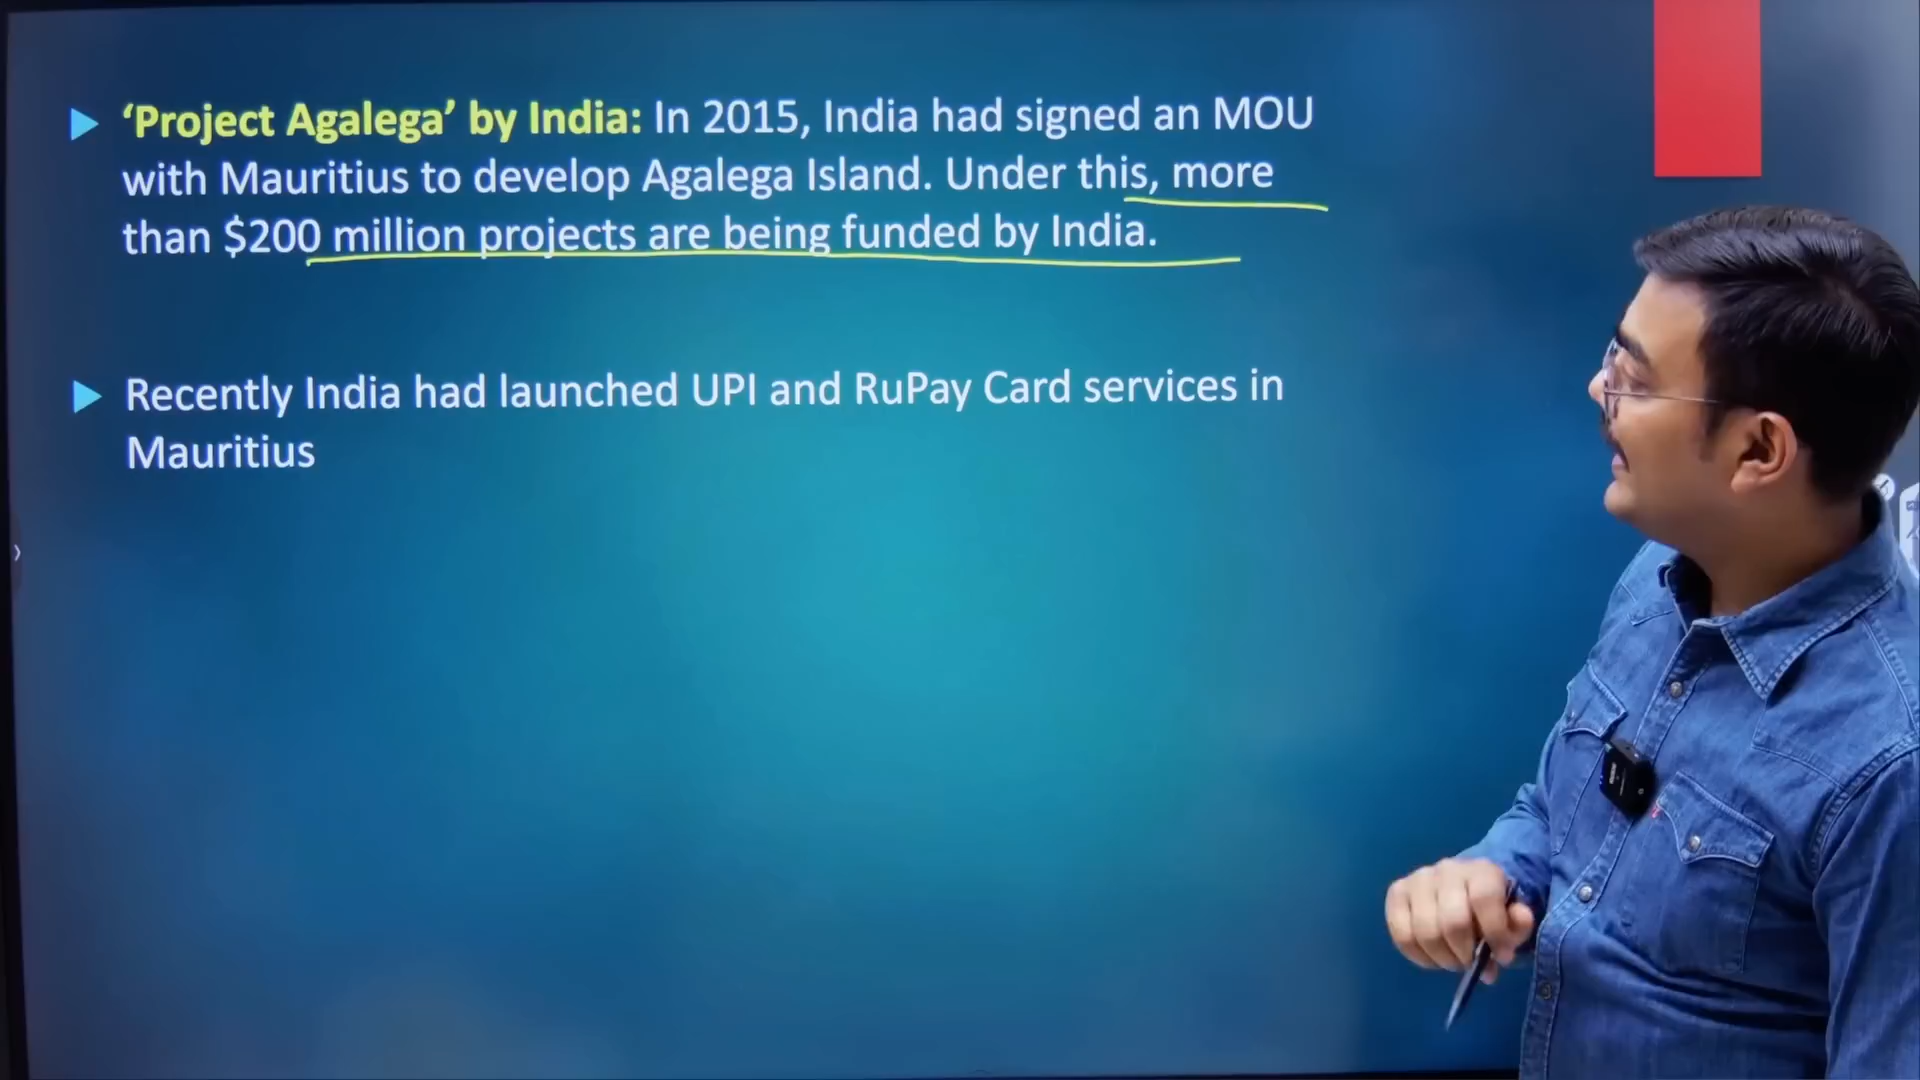 ‘Project Agalega’ by India: In 2015, India had signed an MOU
with Mauritius to develop Agalega Island. Under this, more
than $200 million projects are being funded by India.
Recently India had launched UPI and RuPay Card services in
Mauritius